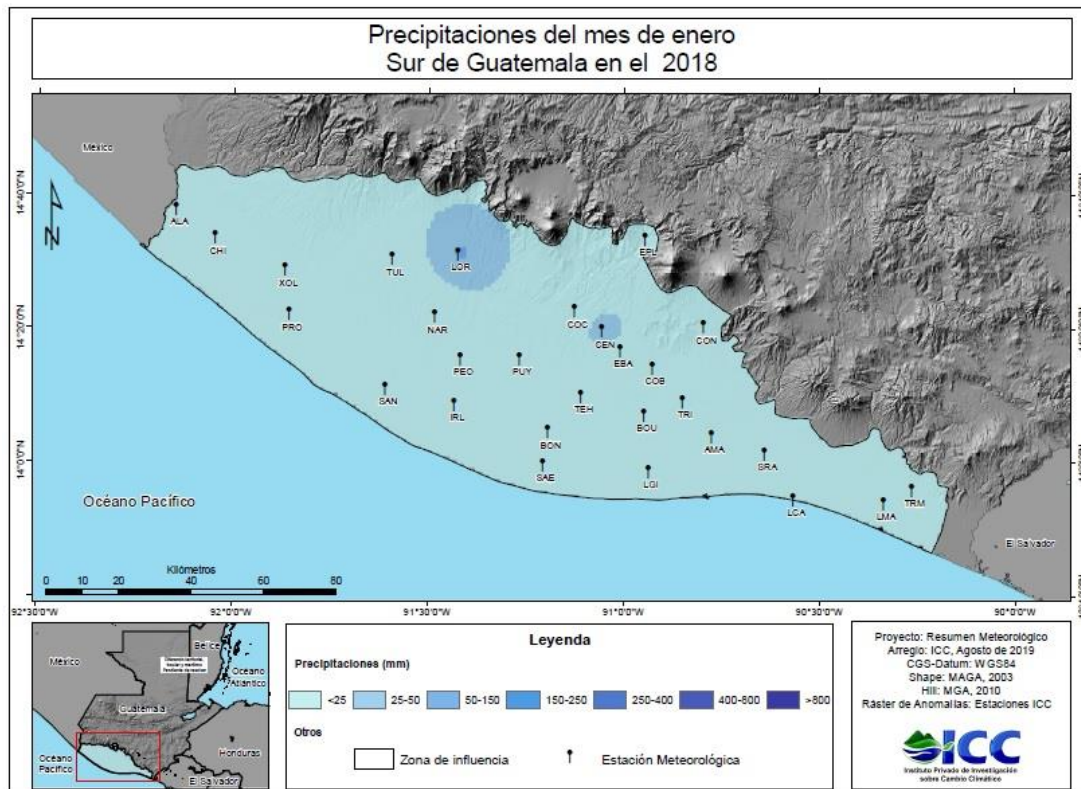 Precipitaciones del mes de enero
Sur de Guatemala en el 2018
México
14°40'0"N
14°20'0"N
14°0'0"N
ALA
CHI
XOL
PRO
TUL
LOR
NAR
PEO
PUY
SAN
IRL
BON
SAE
EPL
COC
CEN
EBA
CON
COB
TEH
BOU
TRI
AMA
SRA
LGI
LCA
LMA
TRM
Océano Pacífico
El Salvador
Kilómetros
0 10 20 40 60 80
92°30'0"W 92°0'0"W 91°30'0"W 91°0'0"W 90°30'0"W 90°0'0"W
México
Belice
Océano
Atlántico
Guatemala
Honduras
Océano
Pacífico
El Salvador
Leyenda
Precipitaciones (mm)
<25 25-50 50-150 150-250 250-400 400-800 >800
Otros
Zona de influencia
Estación Meteorológica
Proyecto: Resumen Meteorológico
Arreglo: ICC, Agosto de 2019
CGS-Datum: WGS84
Shape: MAGA, 2003
Hill: MGA, 2010
Ráster de Anomalías: Estaciones ICC
ICC
Instituto Privado de Investigación
sobre Cambio Climático